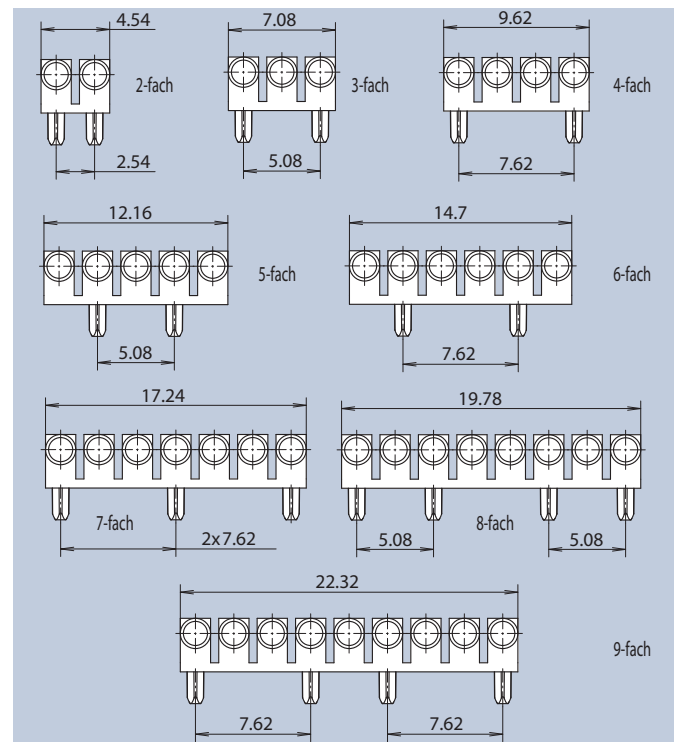 4.54
7.08
9.62
2-fach
3-fach
4-fach
2.54
5.08
7.62
12.16
14.7
5-fach
6-fach
5.08
7.62
17.24
19.78
7-fach
8-fach
2x7.62
5.08
5.08
22.32
9-fach
7.62
7.62